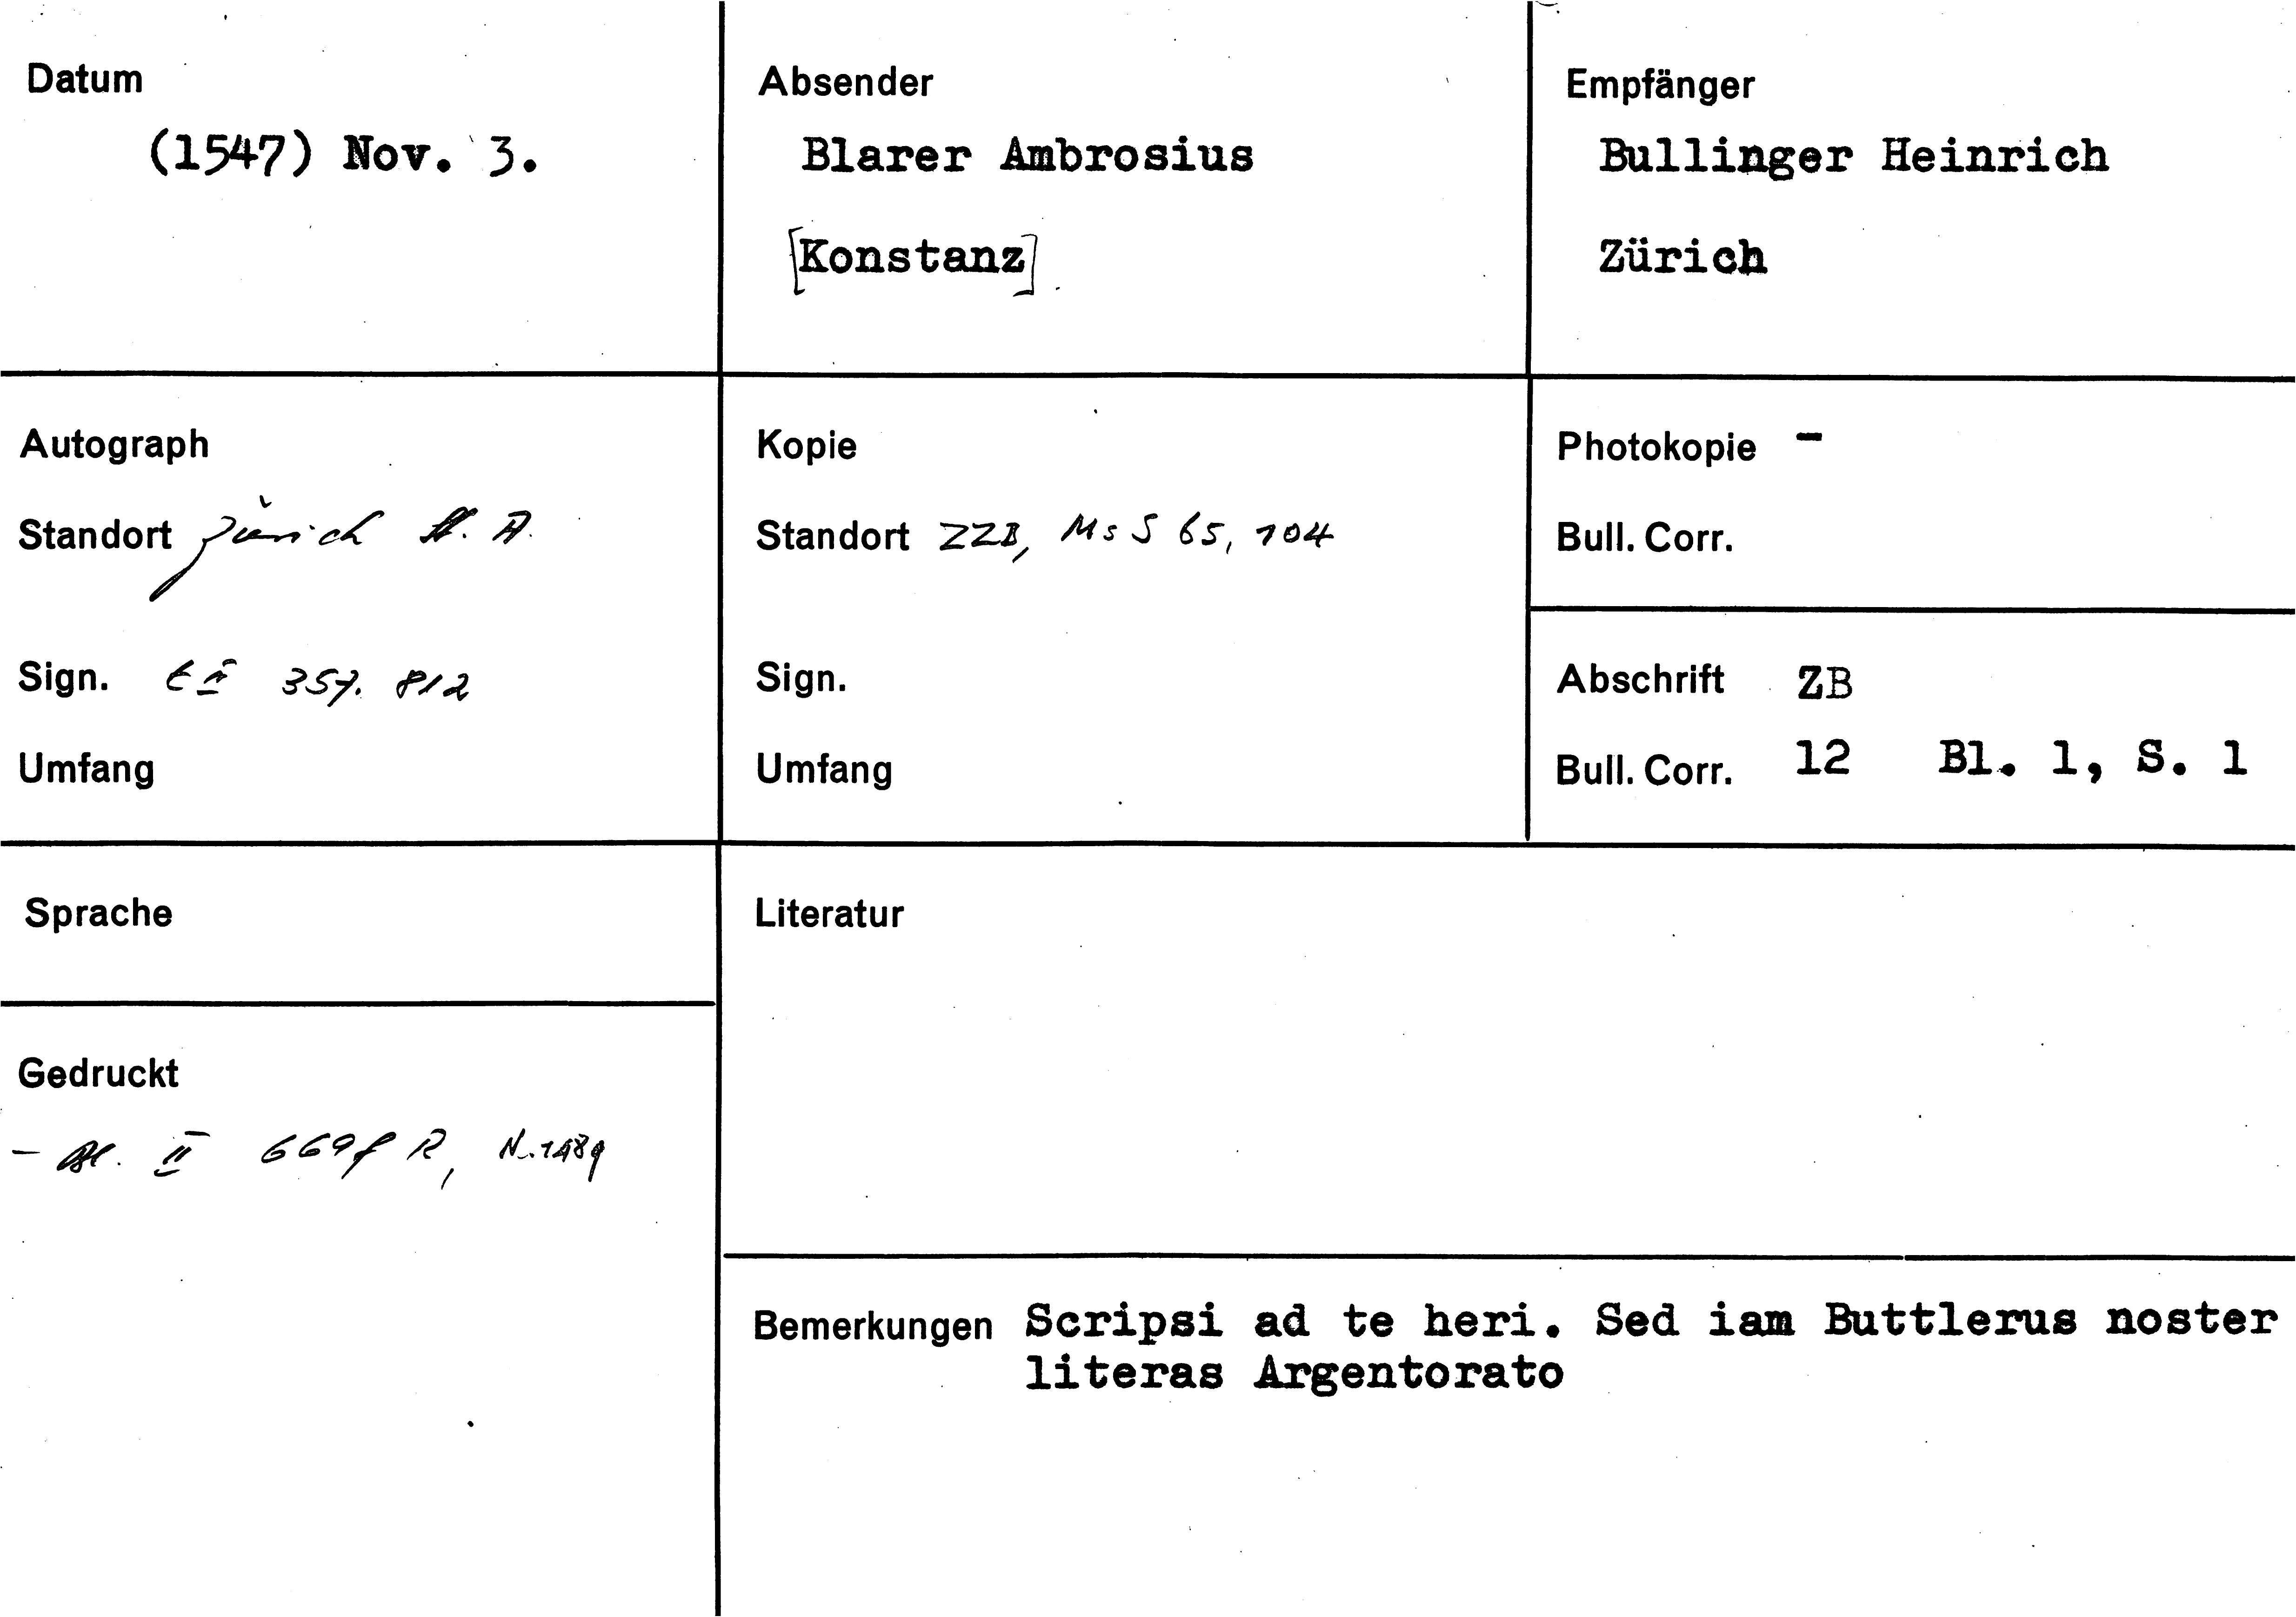 Datum
(1547) Nov. 3.
Absender
Blarer Ambrosius
[Konstanz]
Empfänger
Bullinger Heinrich
Zürich
Autograph
Standort Zürich St. A.
Sign. E II 357. 812
Umfang
Kopie
Standort ZZB, Ms S 65, 104
Sign.
Umfang
Photokopie -
Bull. Corr.
Abschrift ZB
Bull. Corr. 12 Bl. 1, S. 1
Sprache
Gedruckt
- Bl. II 669f R, N. 1489
Literatur
Bemerkungen Scripsi ad te heri. Sed iam Buttlerus noster
literas Argentorato